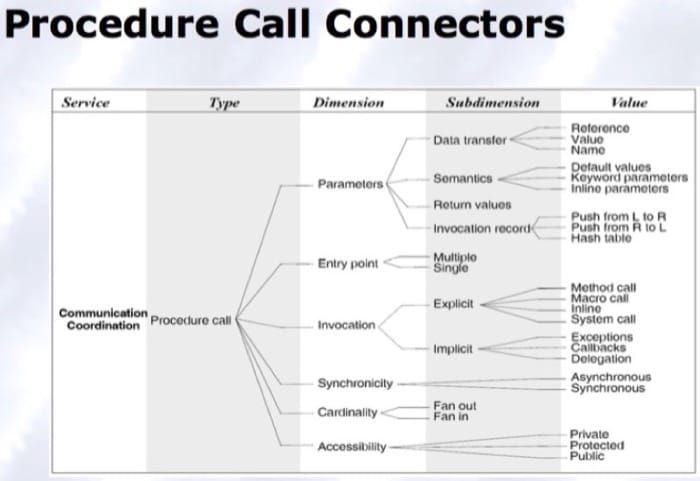 Procedure Call Connectors
Service Type Dimension Subdimension Value
Reference
Data transfer Value
Name
Default values
Parameters Semantics Keyword parameters
Inline parameters
Return values
Push from L to R
Invocation record Push from R to L
Hash table
Entry point Multiple
Single
Method call
Explicit Macro call
Inline
System call
Communication
Coordination Procedure call Invocation
Exceptions
Implicit Callbacks
Delegation
Synchronicity Asynchronous
Synchronous
Cardinality Fan out
Fan in
Private
Accessibility Protected
Public